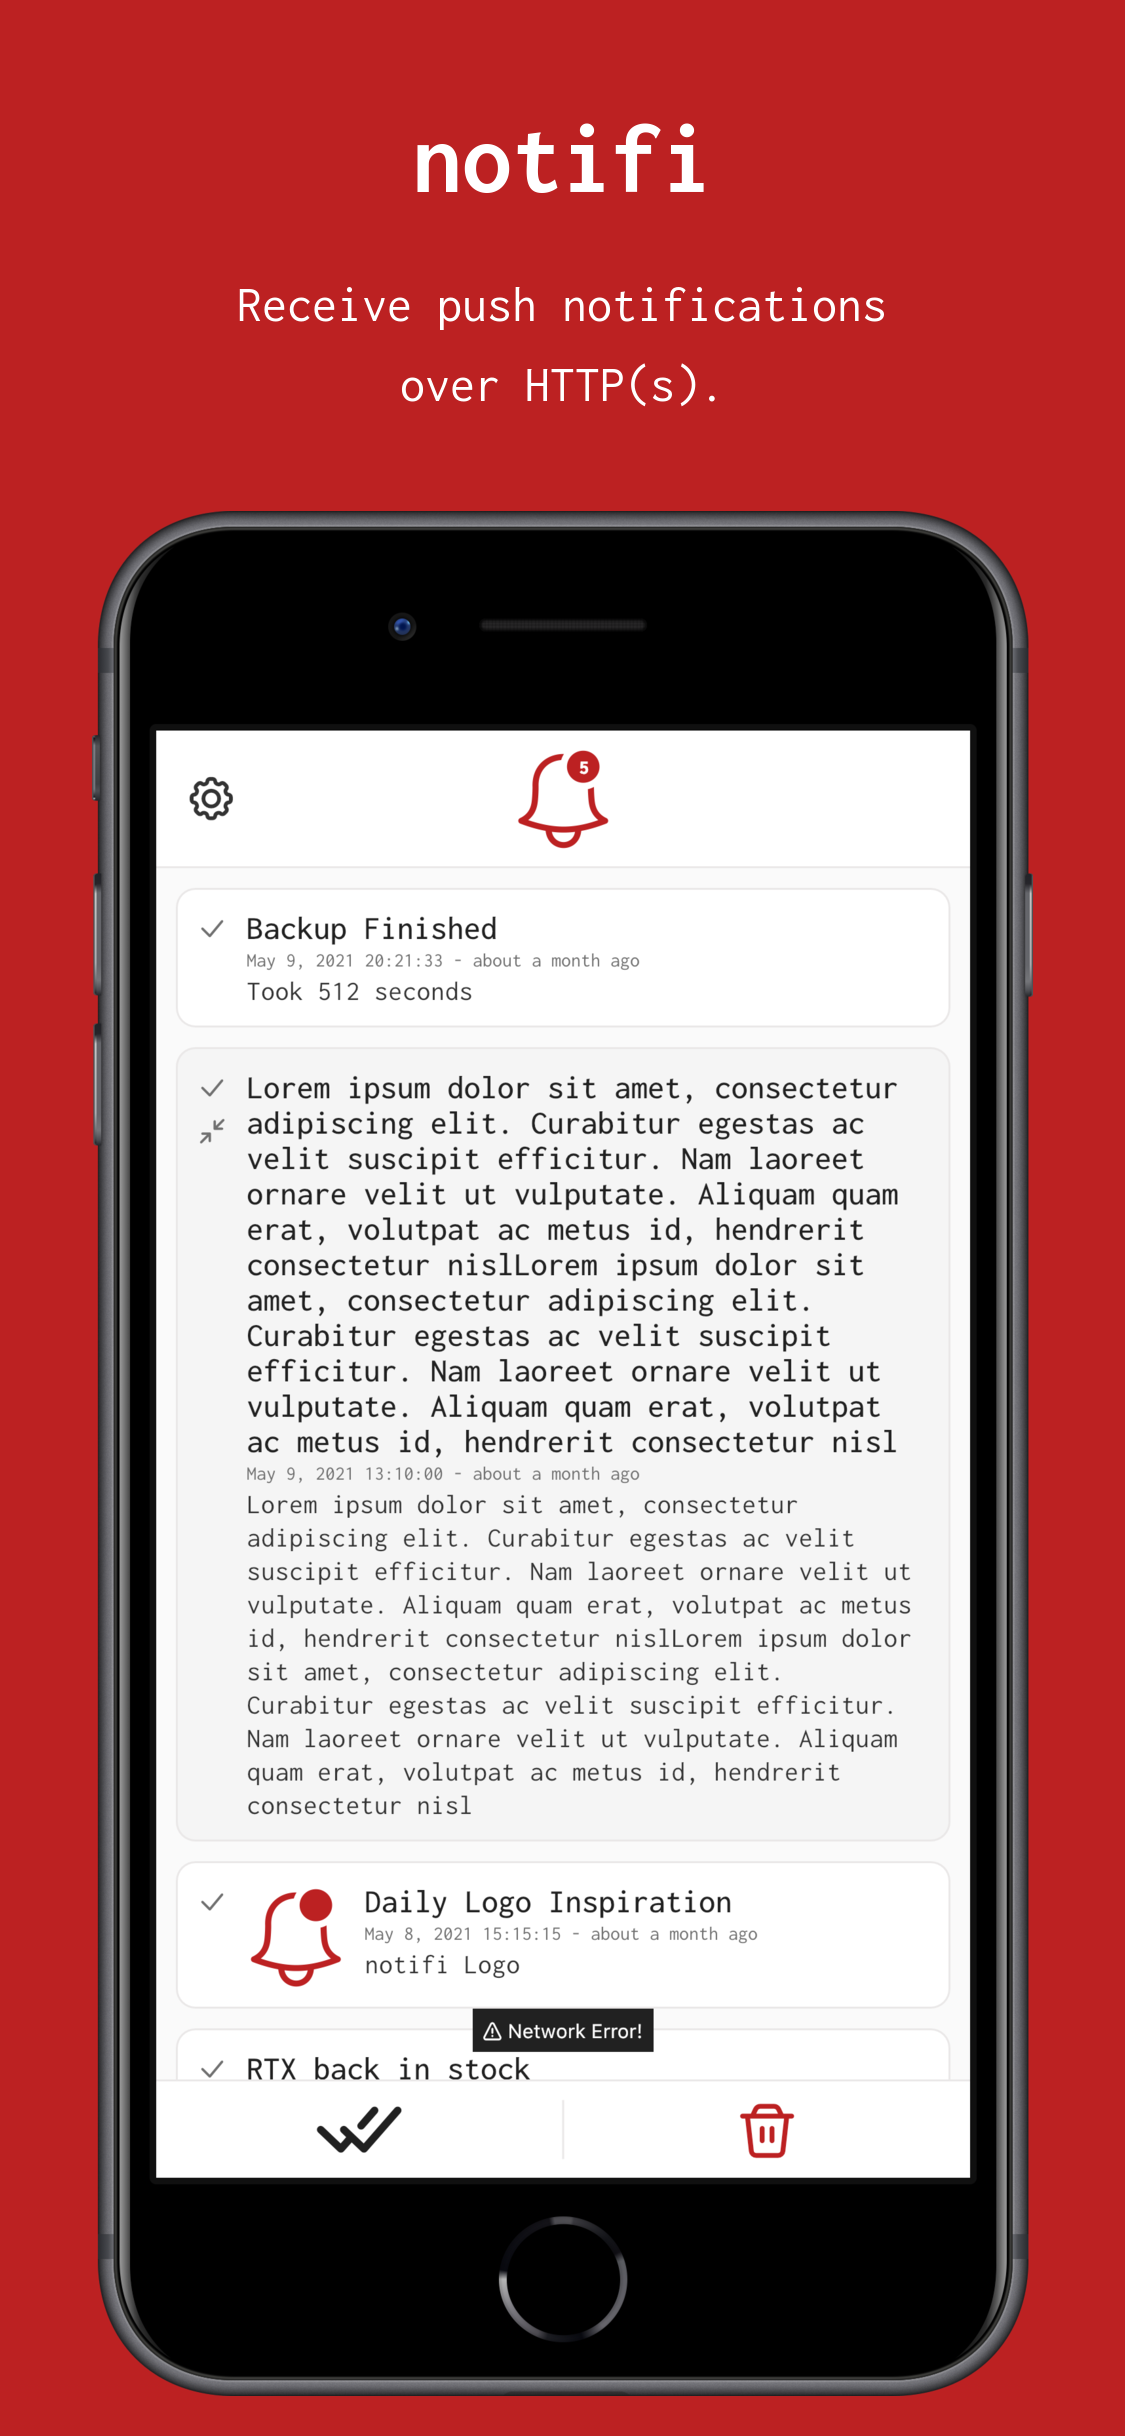 notifi
Receive push notifications
over HTTP(s).
5
Backup Finished
May 9, 2021 20:21:33 - about a month ago
Took 512 seconds
Lorem ipsum dolor sit amet, consectetur
adipiscing elit. Curabitur egestas ac
velit suscipit efficitur. Nam laoreet
ornare velit ut vulputate. Aliquam quam
erat, volutpat ac metus id, hendrerit
consectetur nislLorem ipsum dolor sit
amet, consectetur adipiscing elit.
Curabitur egestas ac velit suscipit
efficitur. Nam laoreet ornare velit ut
vulputate. Aliquam quam erat, volutpat
ac metus id, hendrerit consectetur nisl
May 9, 2021 13:10:00 - about a month ago
Lorem ipsum dolor sit amet, consectetur
adipiscing elit. Curabitur egestas ac velit
suscipit efficitur. Nam laoreet ornare velit ut
vulputate. Aliquam quam erat, volutpat ac metus
id, hendrerit consectetur nislLorem ipsum dolor
sit amet, consectetur adipiscing elit.
Curabitur egestas ac velit suscipit efficitur.
Nam laoreet ornare velit ut vulputate. Aliquam
quam erat, volutpat ac metus id, hendrerit
consectetur nisl
Daily Logo Inspiration
May 8, 2021 15:15:15 - about a month ago
notifi Logo
Network Error!
RTX back in stock